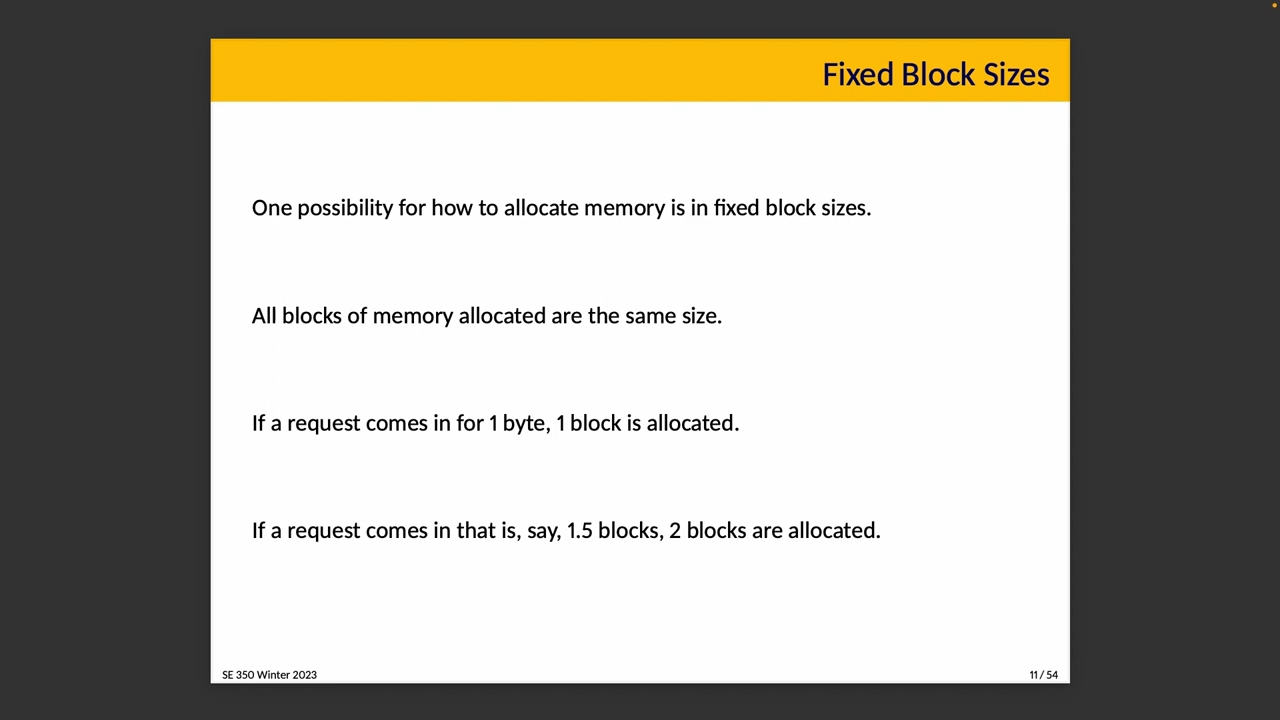 Fixed Block Sizes
One possibility for how to allocate memory is in fixed block sizes.
All blocks of memory allocated are the same size.
If a request comes in for 1 byte, 1 block is allocated.
If a request comes in that is, say, 1.5 blocks, 2 blocks are allocated.
SE 350 Winter 2023
11 / 54